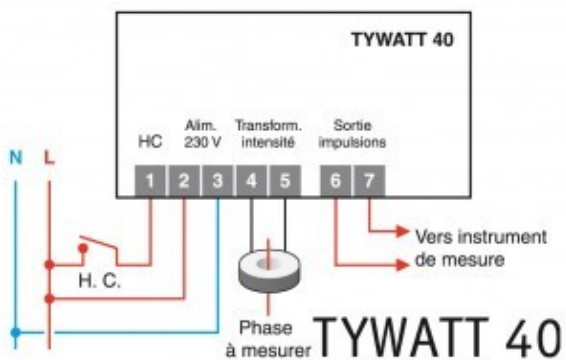 TYWATT 40
HC
Alim.
230 V
Transform.
intensité
Sortie
impulsions
N L
1 2 3 4 5 6 7
H. C.
Vers instrument
de mesure
Phase
à mesurer
TYWATT 40